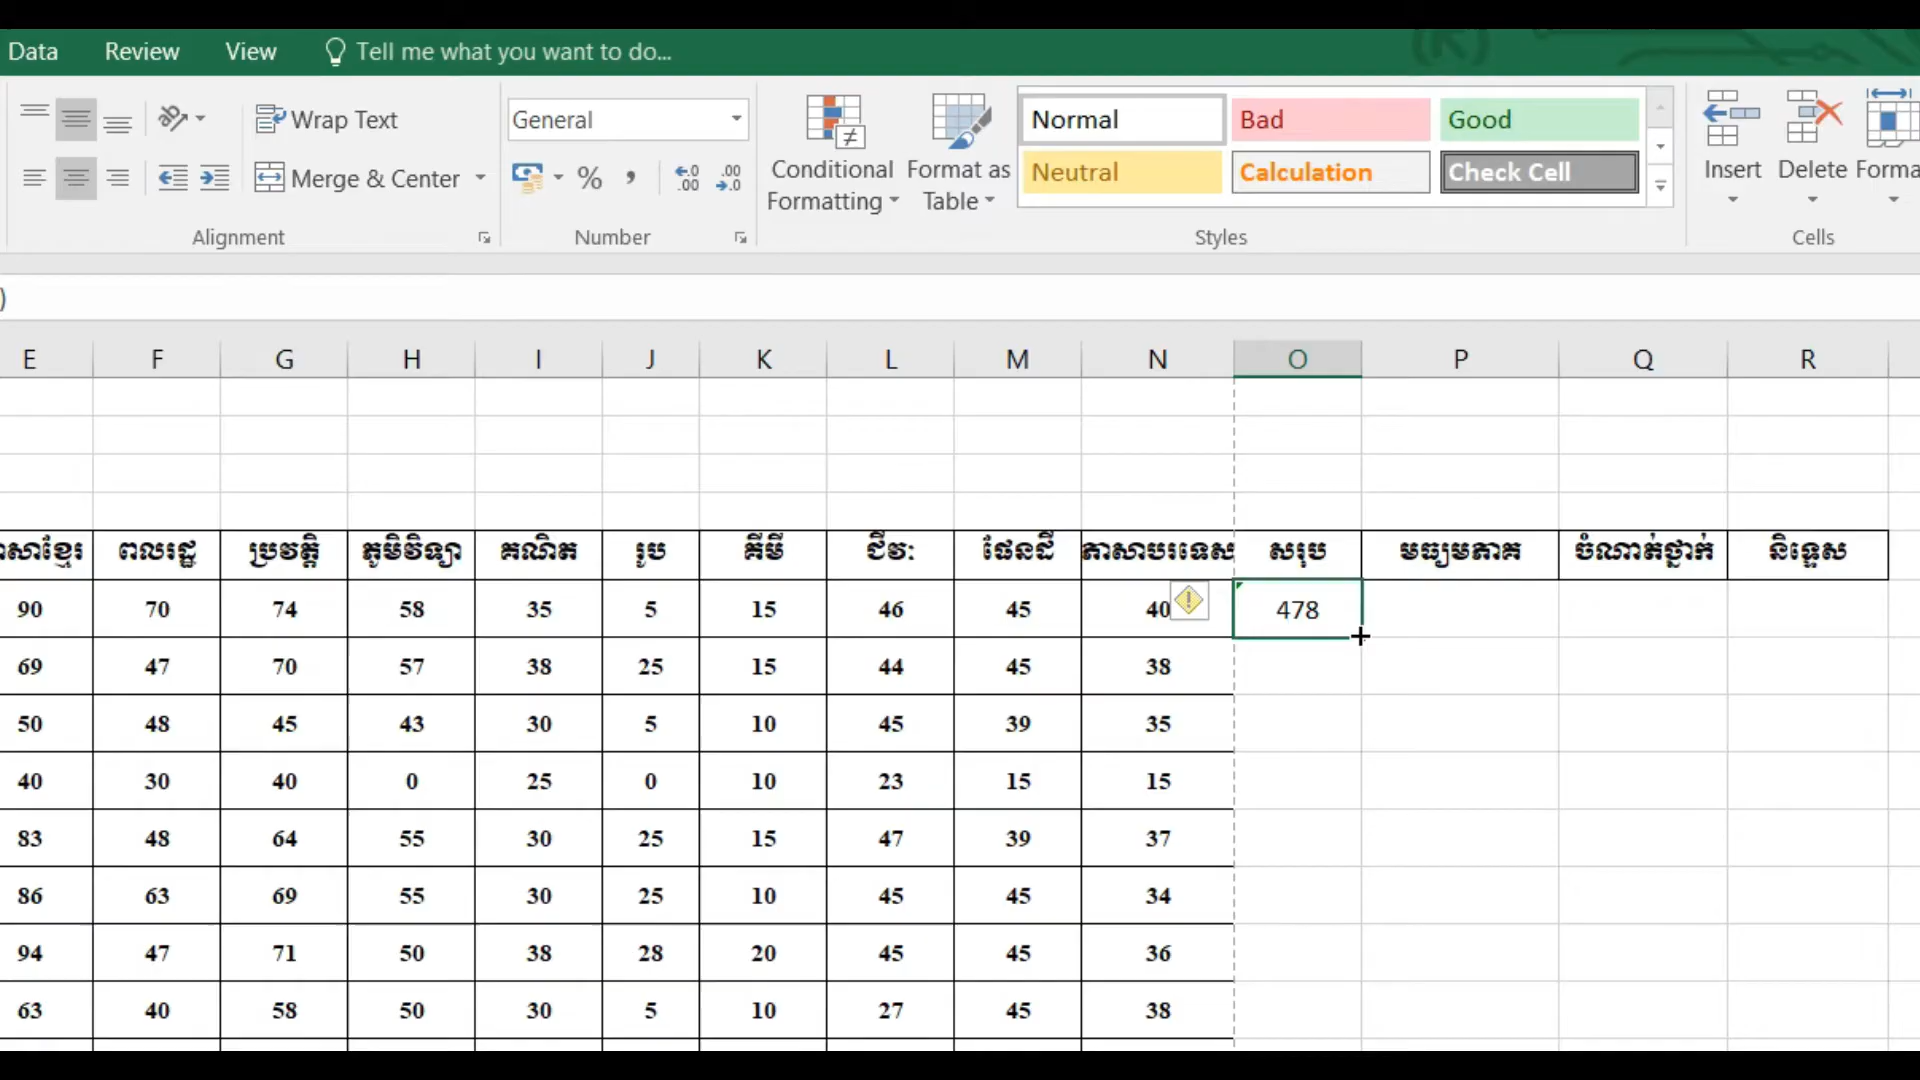 Data Review View Tell me what you want to do...
Wrap Text General Normal Bad Good
Merge & Center % , Conditional Formatting Format as Table Neutral Calculation Check Cell Insert Delete
Alignment Number Styles Cells
)
E F G H I J K L M N O P Q R
ពលរដ្ឋ ប្រវត្តិ ភូមិវិទ្យា គណិត រូប គីមី ជីវៈ ផែនដី ភាសាបរទេស សរុប មធ្យមភាគ ចំណាត់ថ្នាក់ និទ្ទេស
90 70 74 58 35 5 15 46 45 40 478
69 47 70 57 38 25 15 44 45 38
50 48 45 43 30 5 10 45 39 35
40 30 40 0 25 0 10 23 15 15
83 48 64 55 30 25 15 47 39 37
86 63 69 55 30 25 10 45 45 34
94 47 71 50 38 28 20 45 45 36
63 40 58 50 30 5 10 27 45 38